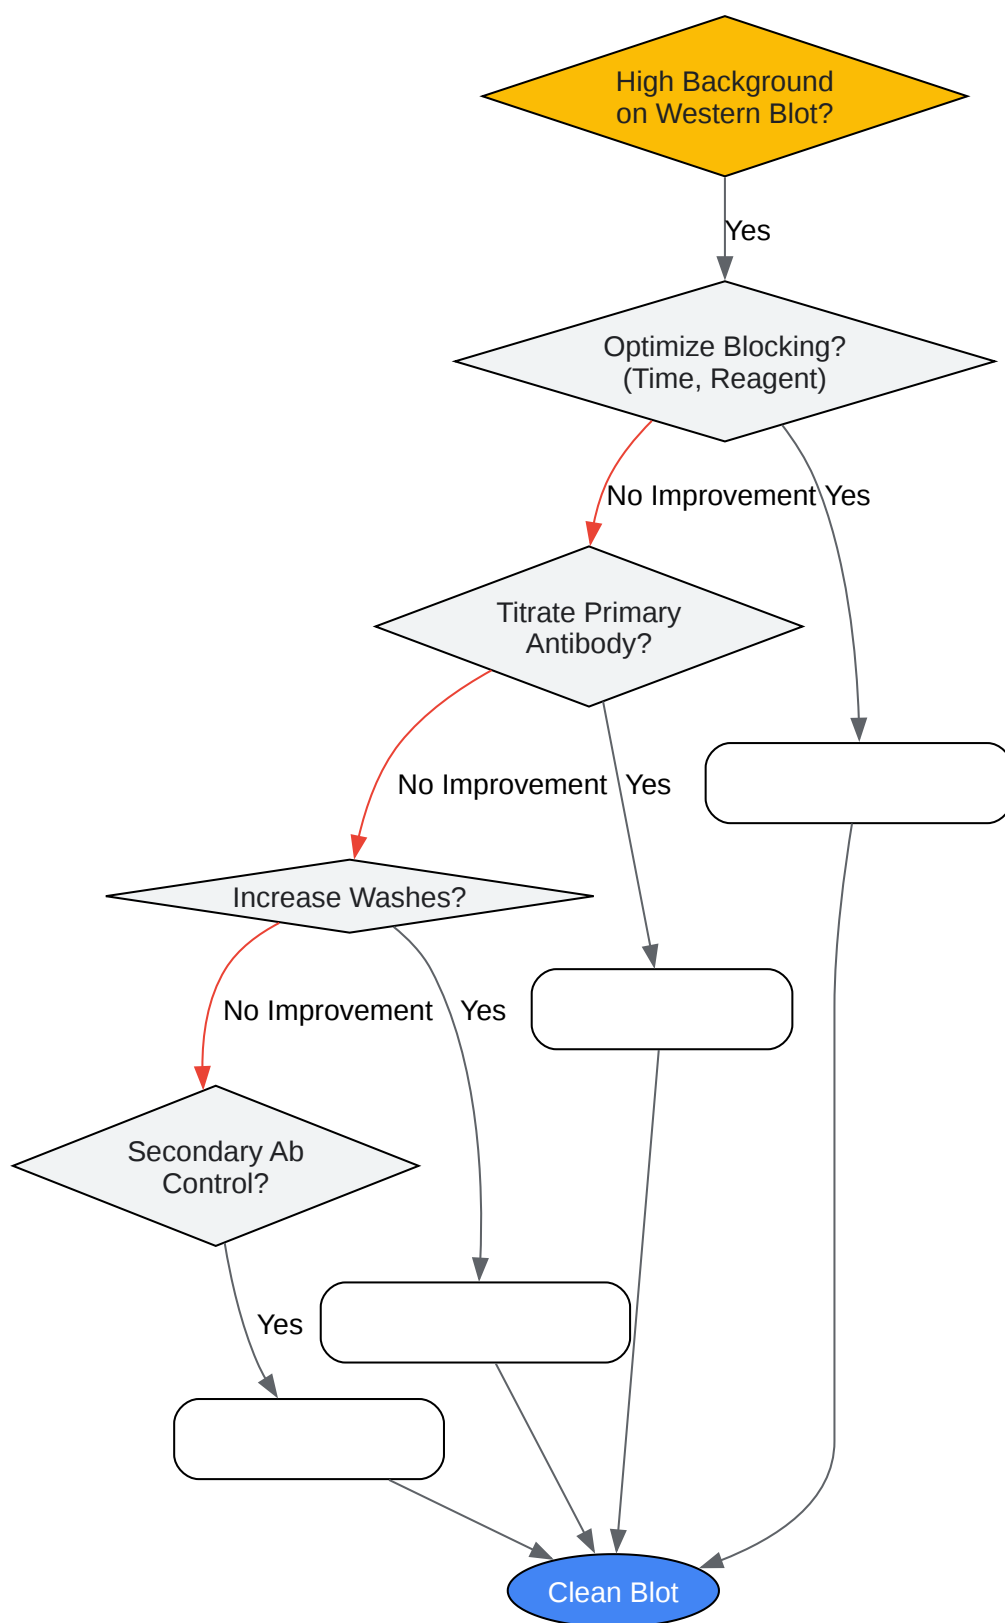 High Background
on Western Blot?
Yes
Optimize Blocking?
(Time, Reagent)
No Improvement
Yes
Titrate Primary
Antibody?
No Improvement
Yes
Increase Washes?
No Improvement
Yes
Secondary Ab
Control?
Yes
Clean Blot